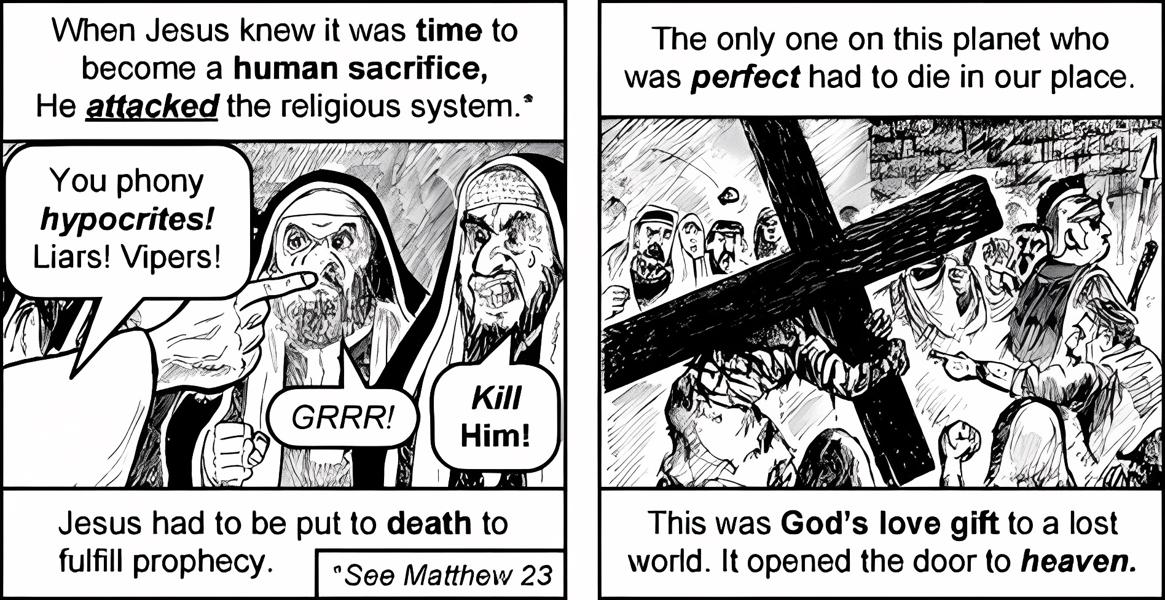 When Jesus knew it was time to
become a human sacrifice,
He attacked the religious system.*
You phony
hypocrites!
Liars! Vipers!
GRRR!
Kill
Him!
Jesus had to be put to death to
fulfill prophecy.
*See Matthew 23
The only one on this planet who
was perfect had to die in our place.
This was God's love gift to a lost
world. It opened the door to heaven.